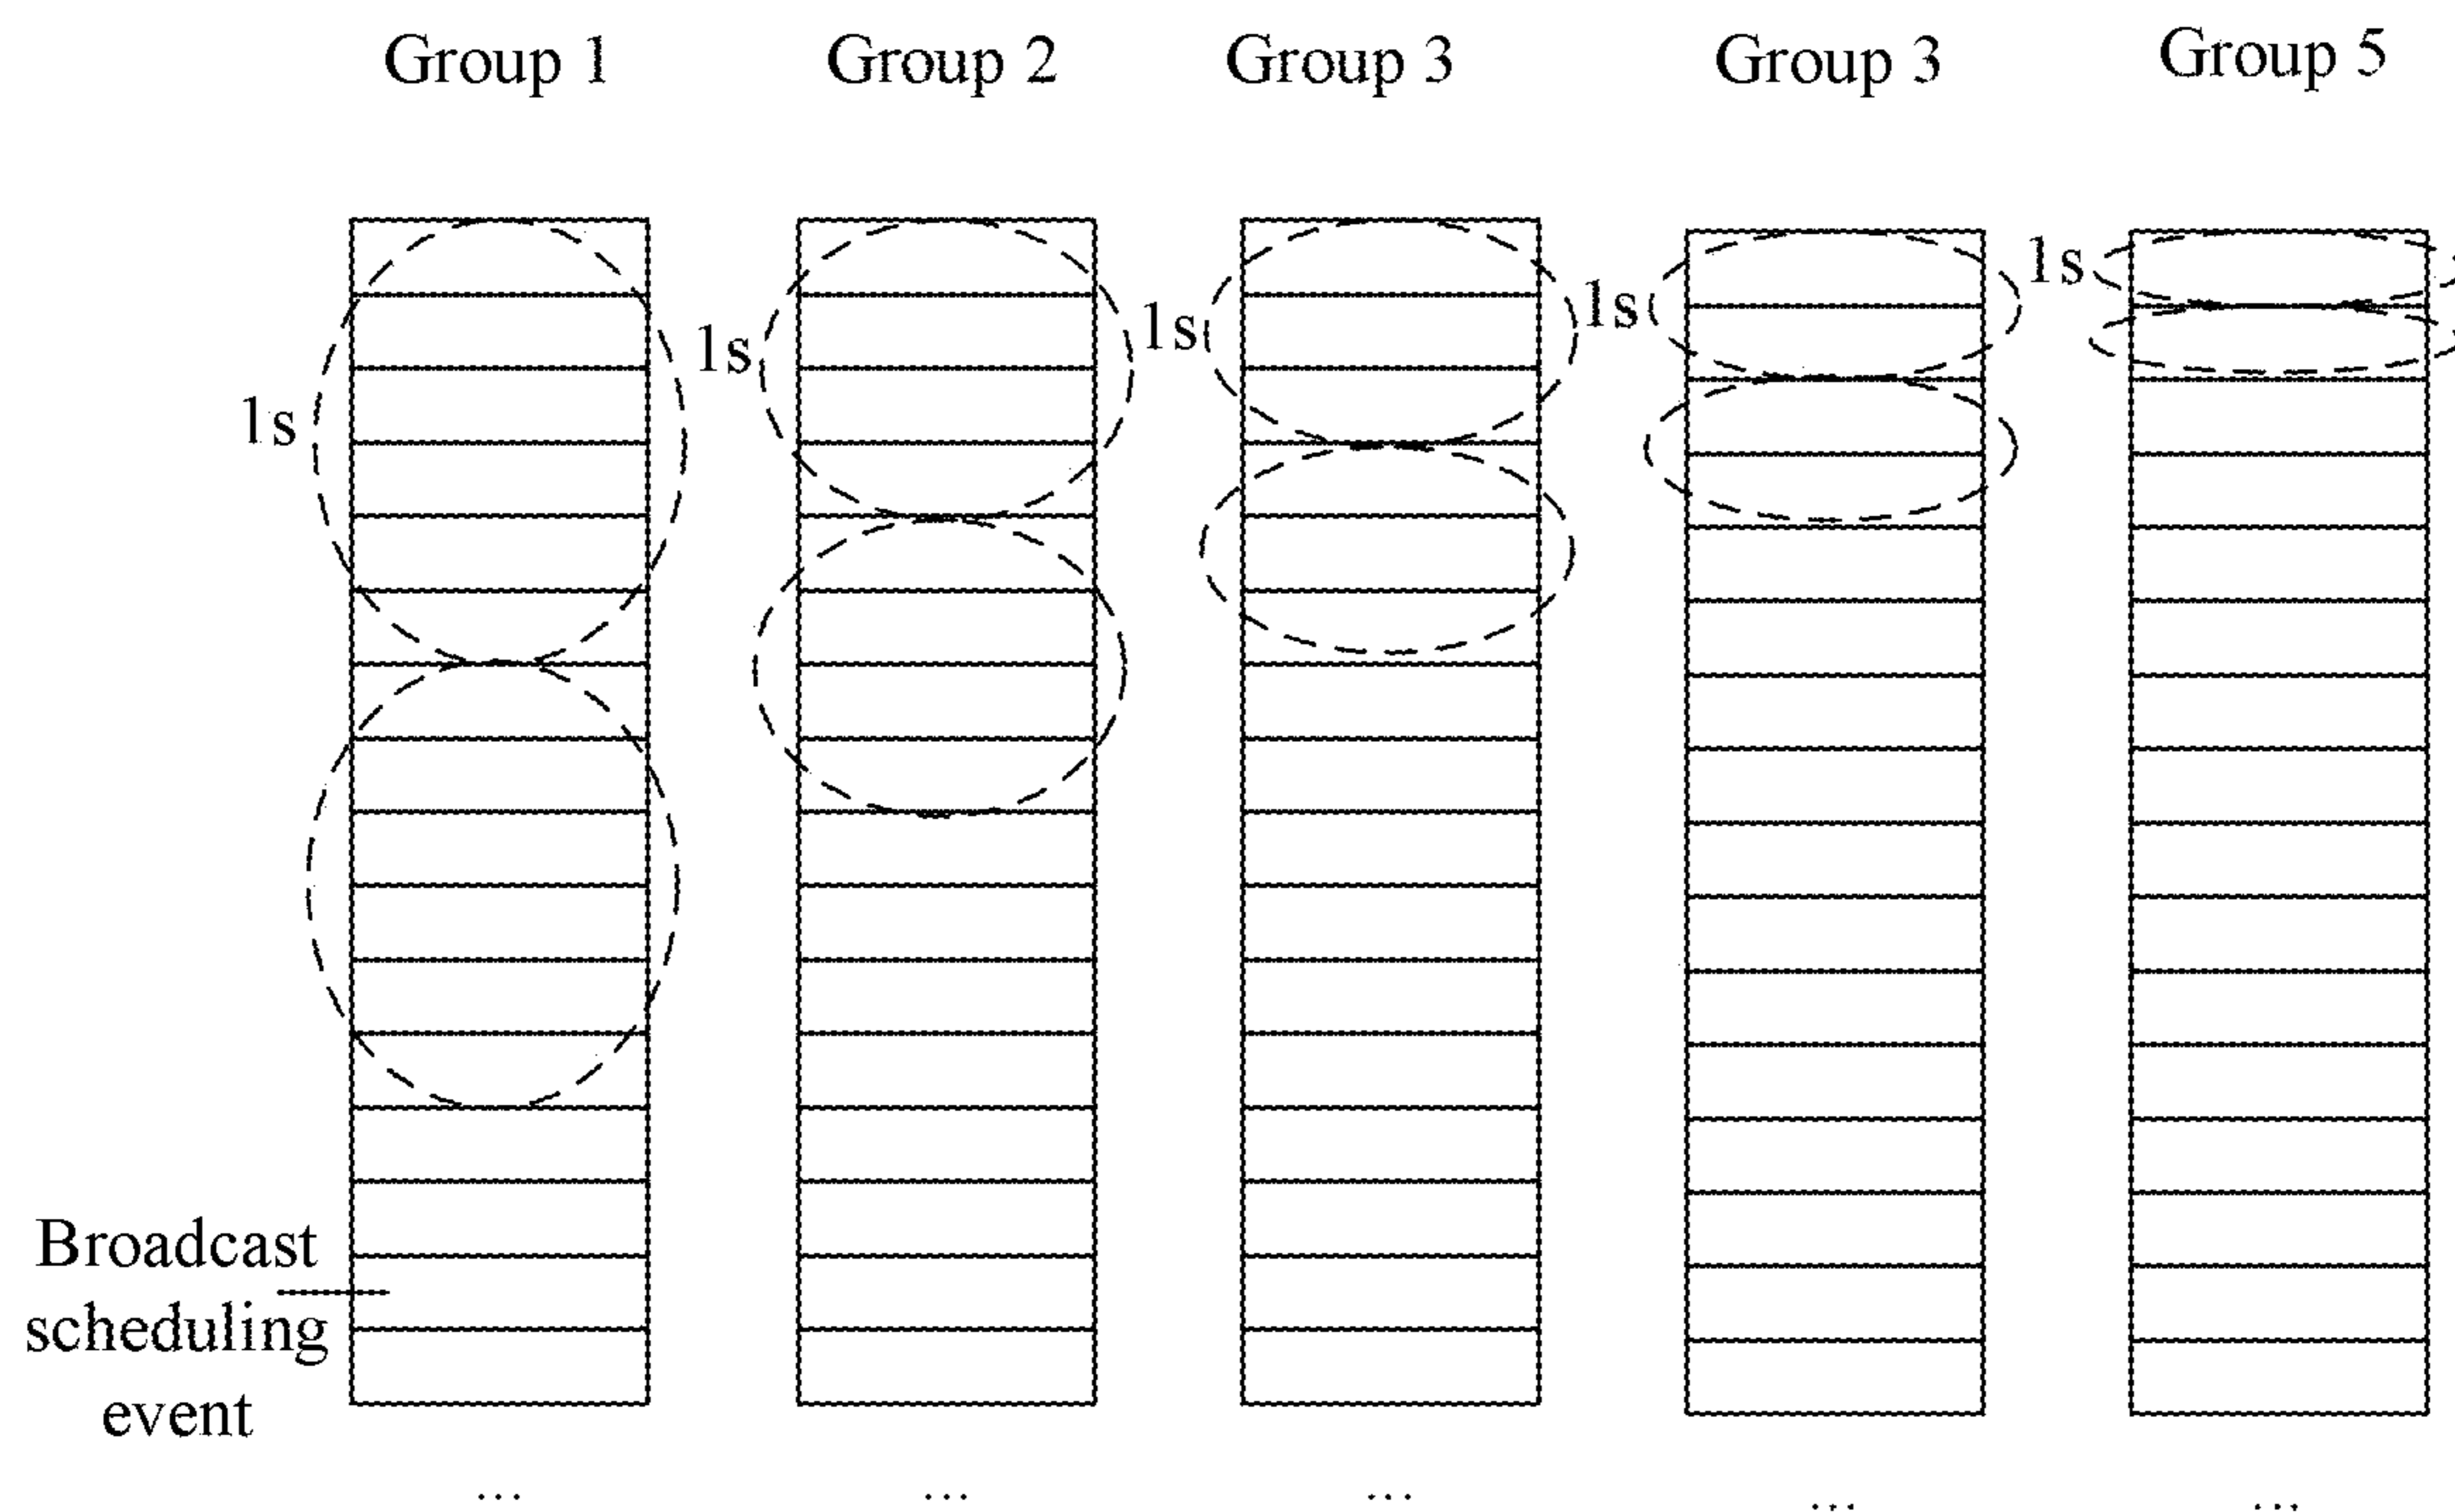 Group 1
Group 2
Group 3
Group 3
Group 5
1s
1s
1s
1s
1s
Broadcast
scheduling
event
...
...
...
...
...